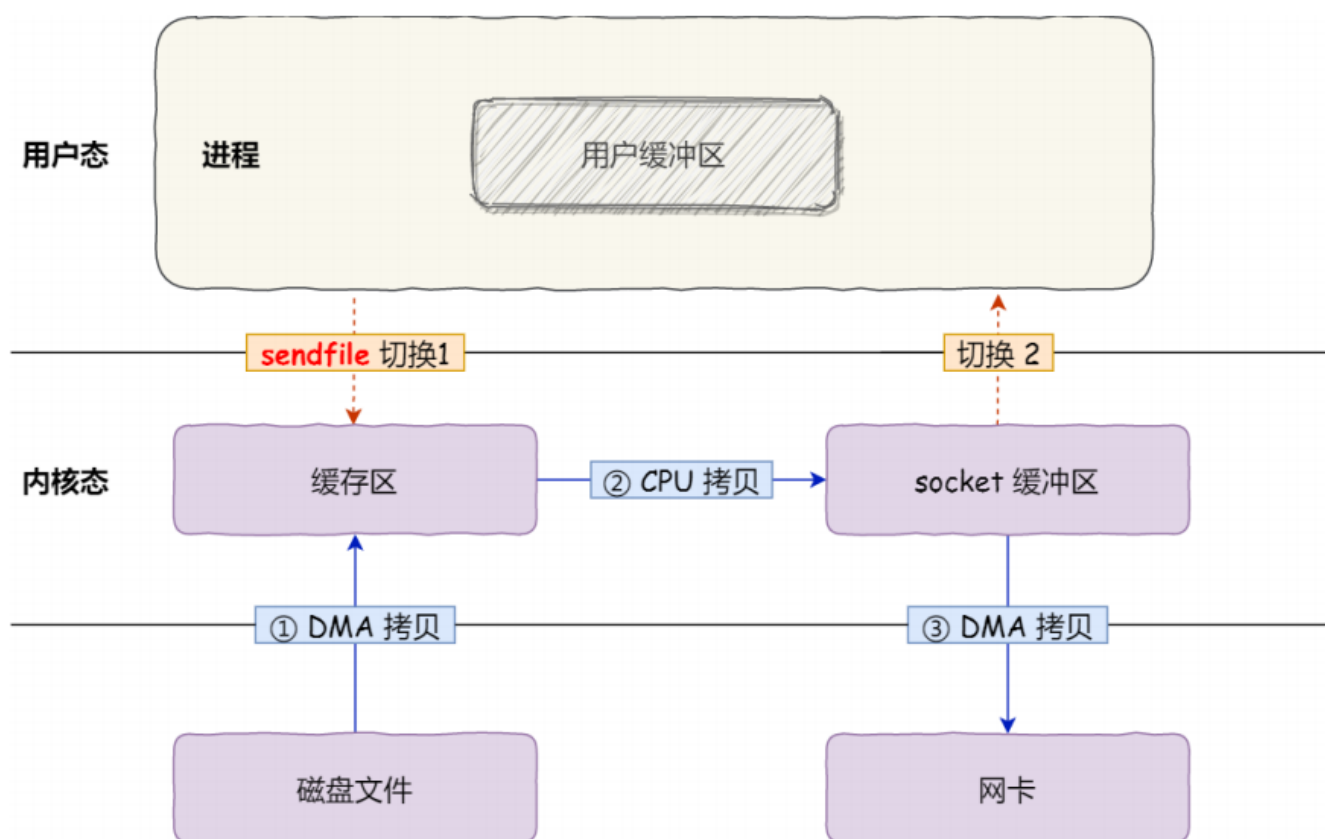 用户态
进程
用户缓冲区
sendfile 切换1
切换 2
内核态
缓存区
② CPU 拷贝
socket 缓冲区
① DMA 拷贝
③ DMA 拷贝
磁盘文件
网卡